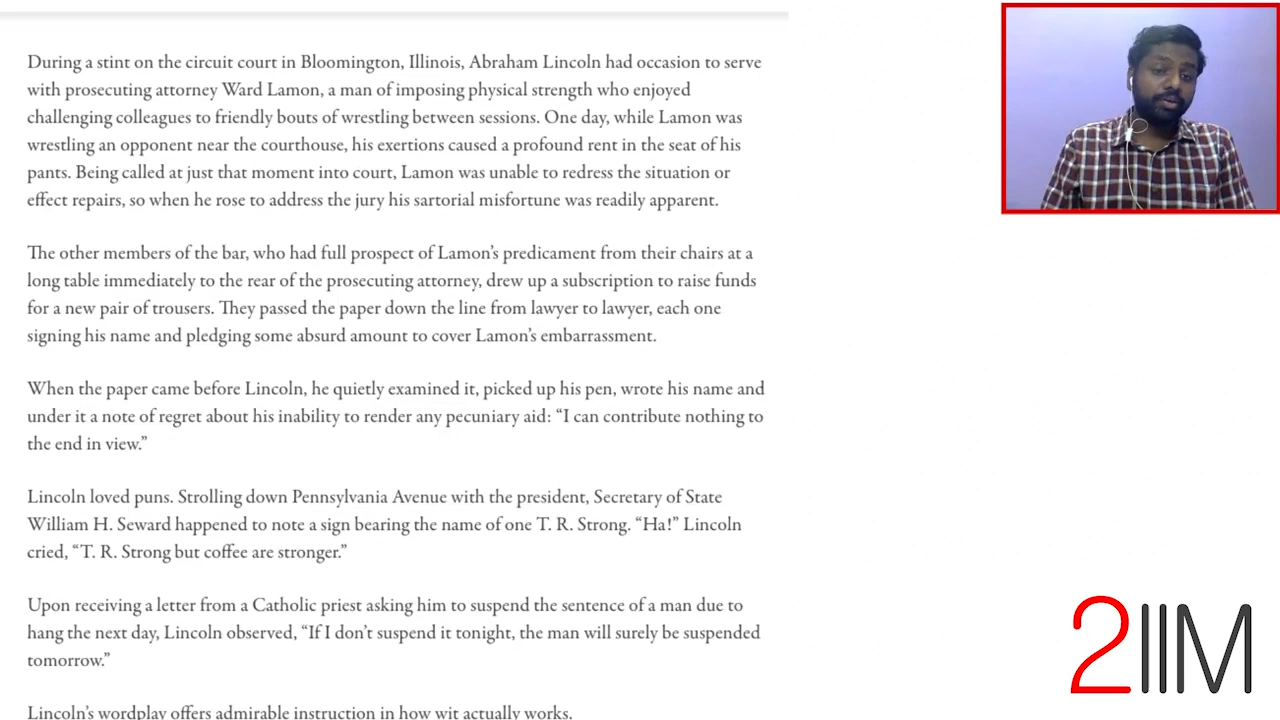 During a stint on the circuit court in Bloomington, Illinois, Abraham Lincoln had occasion to serve
with prosecuting attorney Ward Lamon, a man of imposing physical strength who enjoyed
challenging colleagues to friendly bouts of wrestling between sessions. One day, while Lamon was
wrestling an opponent near the courthouse, his exertions caused a profound rent in the seat of his
pants. Being called at just that moment into court, Lamon was unable to redress the situation or
effect repairs, so when he rose to address the jury his sartorial misfortune was readily apparent.
The other members of the bar, who had full prospect of Lamon’s predicament from their chairs at a
long table immediately to the rear of the prosecuting attorney, drew up a subscription to raise funds
for a new pair of trousers. They passed the paper down the line from lawyer to lawyer, each one
signing his name and pledging some absurd amount to cover Lamon’s embarrassment.
When the paper came before Lincoln, he quietly examined it, picked up his pen, wrote his name and
under it a note of regret about his inability to render any pecuniary aid: “I can contribute nothing to
the end in view.”
Lincoln loved puns. Strolling down Pennsylvania Avenue with the president, Secretary of State
William H. Seward happened to note a sign bearing the name of one T. R. Strong. “Ha!” Lincoln
cried, “T. R. Strong but coffee are stronger.”
Upon receiving a letter from a Catholic priest asking him to suspend the sentence of a man due to
hang the next day, Lincoln observed, “If I don’t suspend it tonight, the man will surely be suspended
tomorrow.”
Lincoln’s wordplay offers admirable instruction in how wit actually works.
2IIM